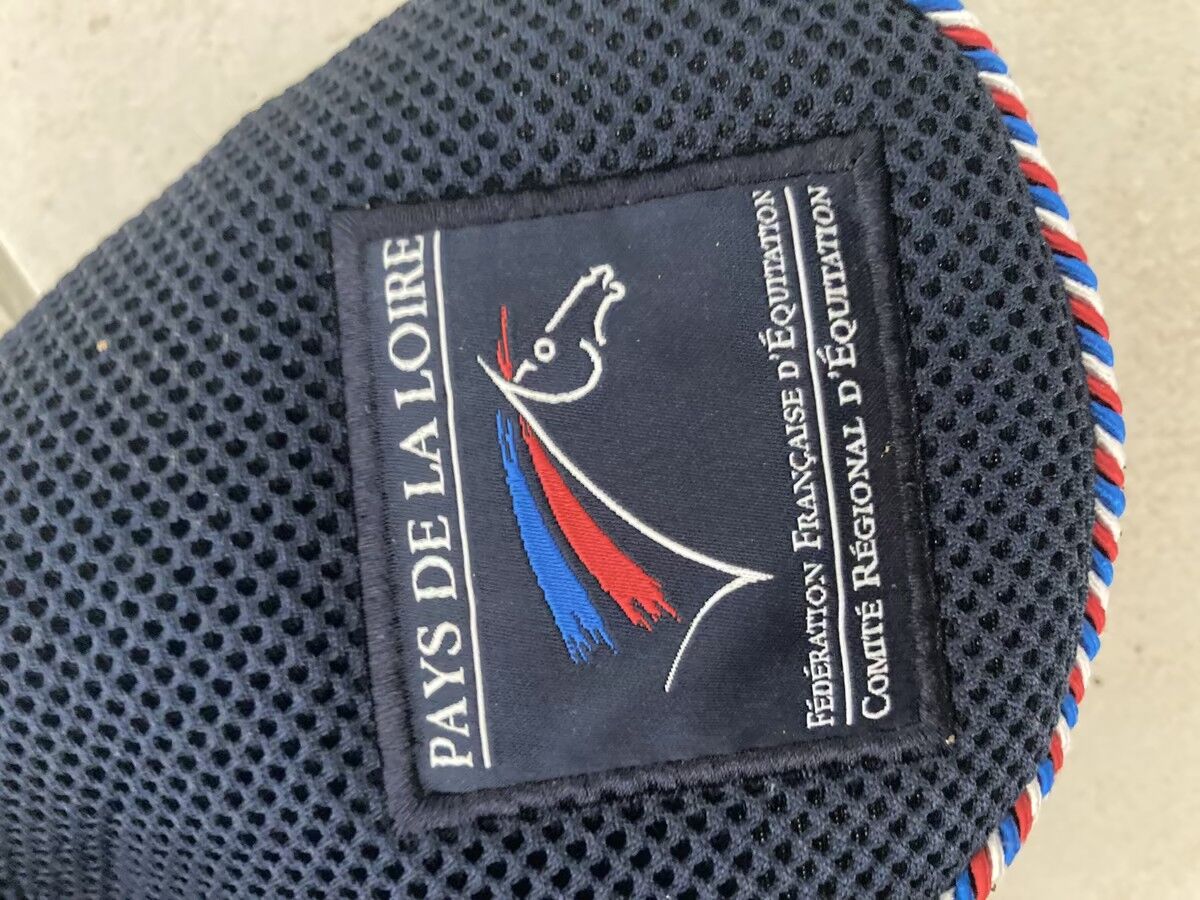 PAYS DE LA LOIRE
FÉDÉRATION FRANÇAISE D'ÉQUITATION
COMITÉ RÉGIONAL D'ÉQUITATION